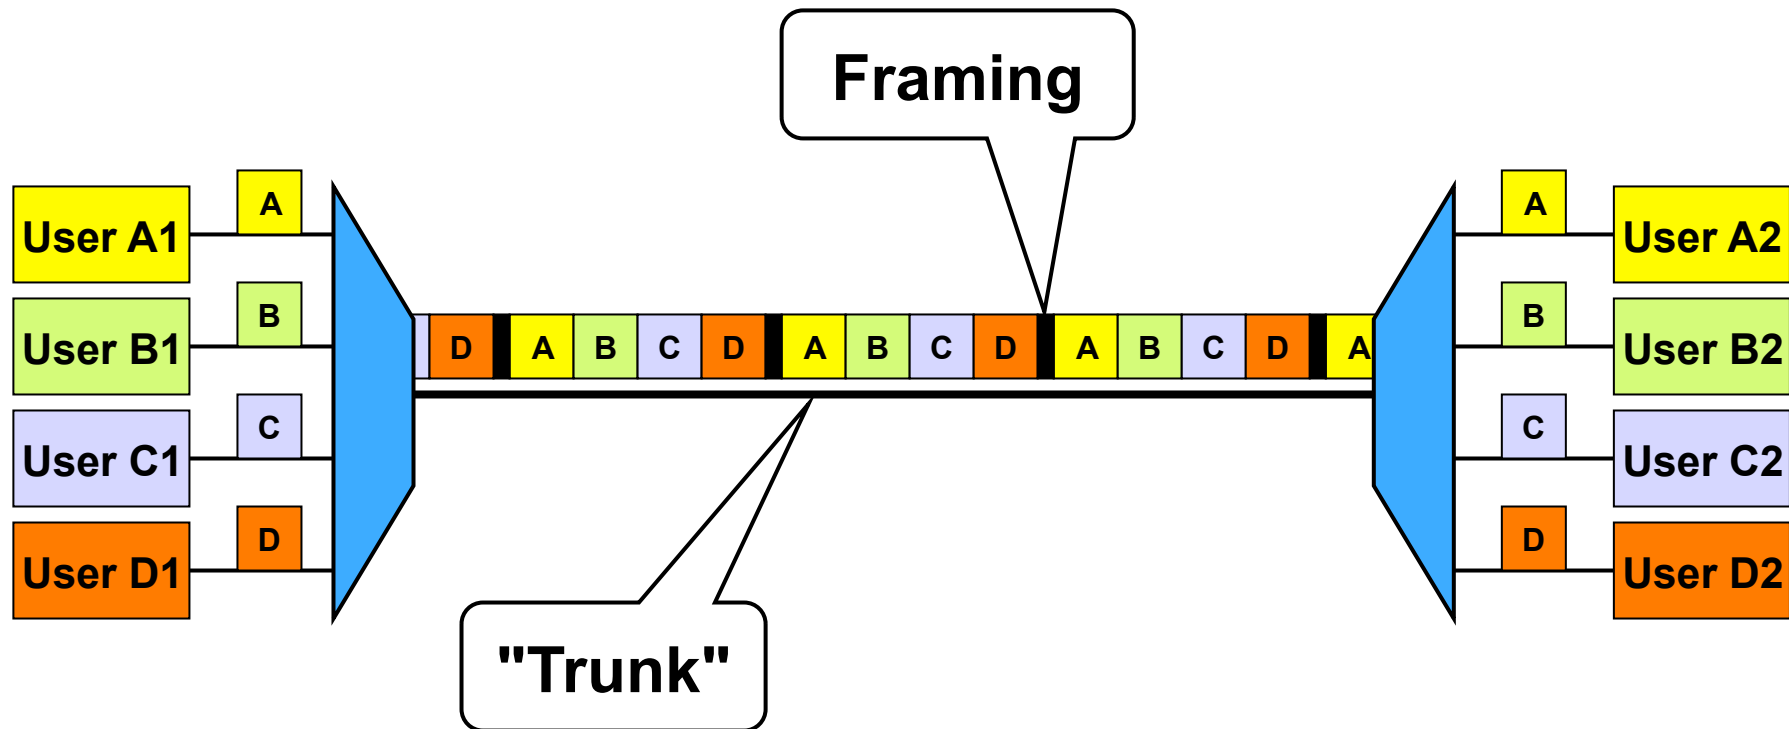 Framing
User A1
A
A
User A2
User B1
B
B
User B2
D A B C D A B C D A B C D A
User C1
C
C
User C2
User D1
D
D
User D2
"Trunk"